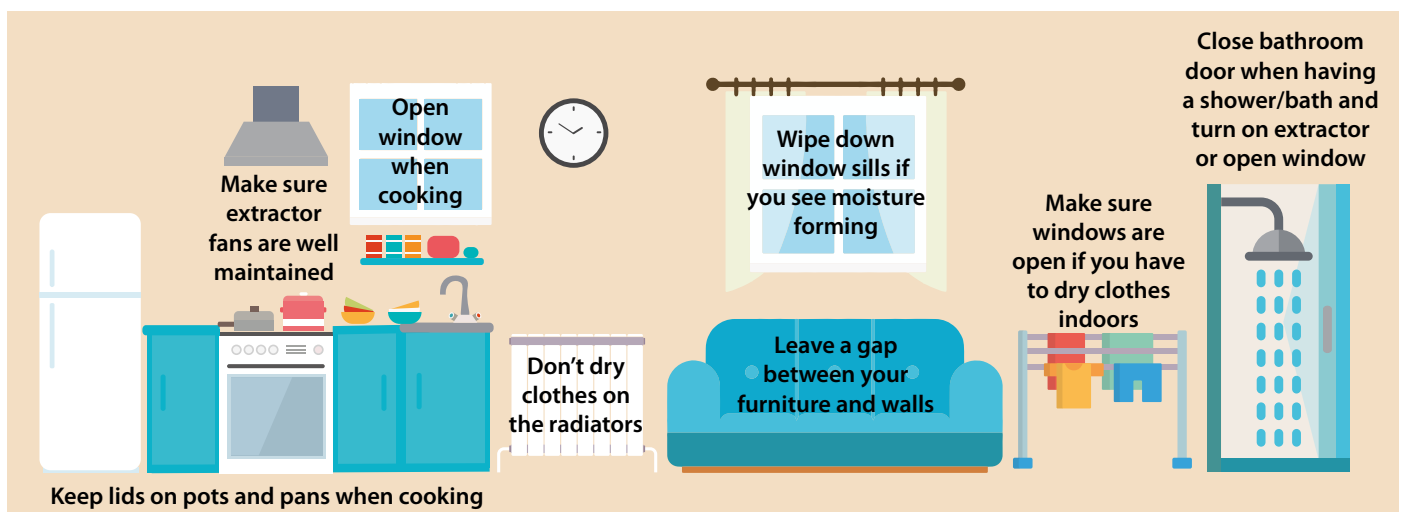 Make sure
extractor
fans are well
maintained
Open
window
when
cooking
Keep lids on pots and pans when cooking
Don’t dry
clothes on
the radiators
Wipe down
window sills if
you see moisture
forming
Leave a gap
between your
furniture and walls
Make sure
windows are
open if you have
to dry clothes
indoors
Close bathroom
door when having
a shower/bath and
turn on extractor
or open window